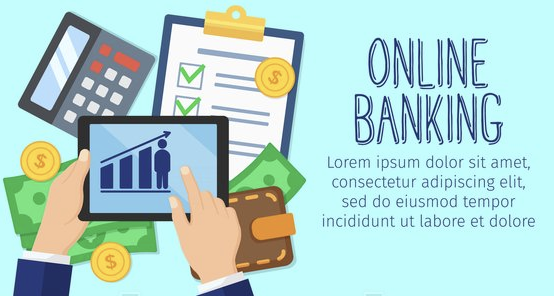 ONLINE
BANKING
Lorem ipsum dolor sit amet,
consectetur adipiscing elit,
sed do eiusmod tempor
incididunt ut labore et dolore
$
$
$